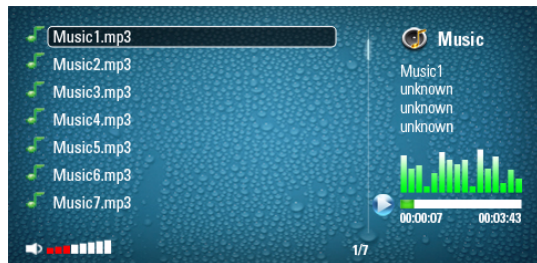 Music1.mp3
Music2.mp3
Music3.mp3
Music4.mp3
Music5.mp3
Music6.mp3
Music7.mp3
1/7
Music
Music1
unknown
unknown
unknown
00:00:07 00:03:43